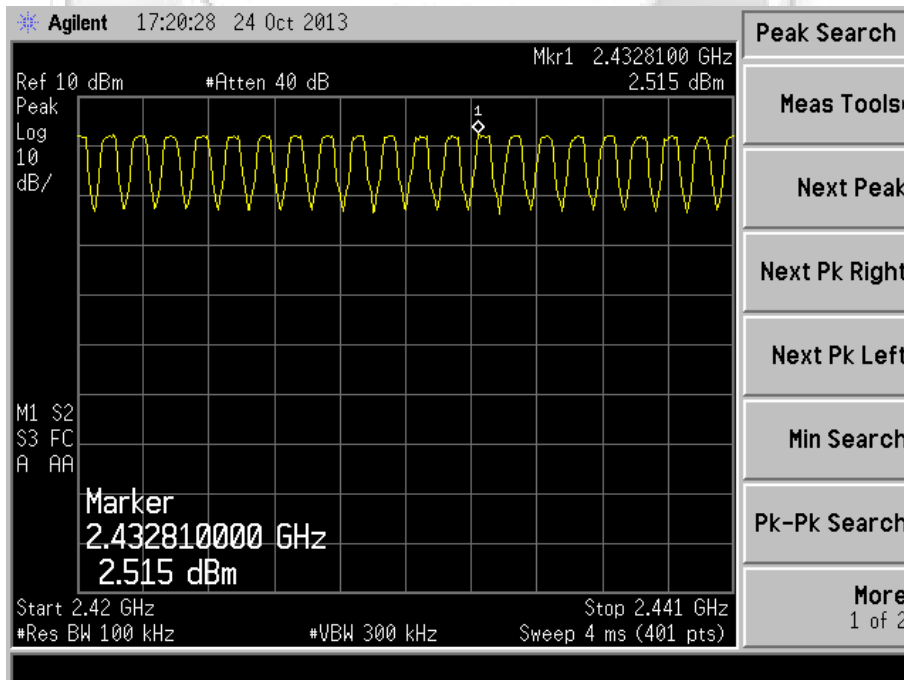 Agilent 17:20:28 24 Oct 2013
Peak Search
Mkr1 2.4328100 GHz
Ref 10 dBm #Atten 40 dB 2.515 dBm
Peak
Log
10
dB/
1
Meas Tools
Next Peak
Next Pk Right
Next Pk Left
M1 S2
S3 FC
A AA
Min Search
Marker
2.432810000 GHz
2.515 dBm
Pk-Pk Search
Start 2.42 GHz Stop 2.441 GHz
#Res BW 100 kHz #VBW 300 kHz Sweep 4 ms (401 pts)
More
1 of 2